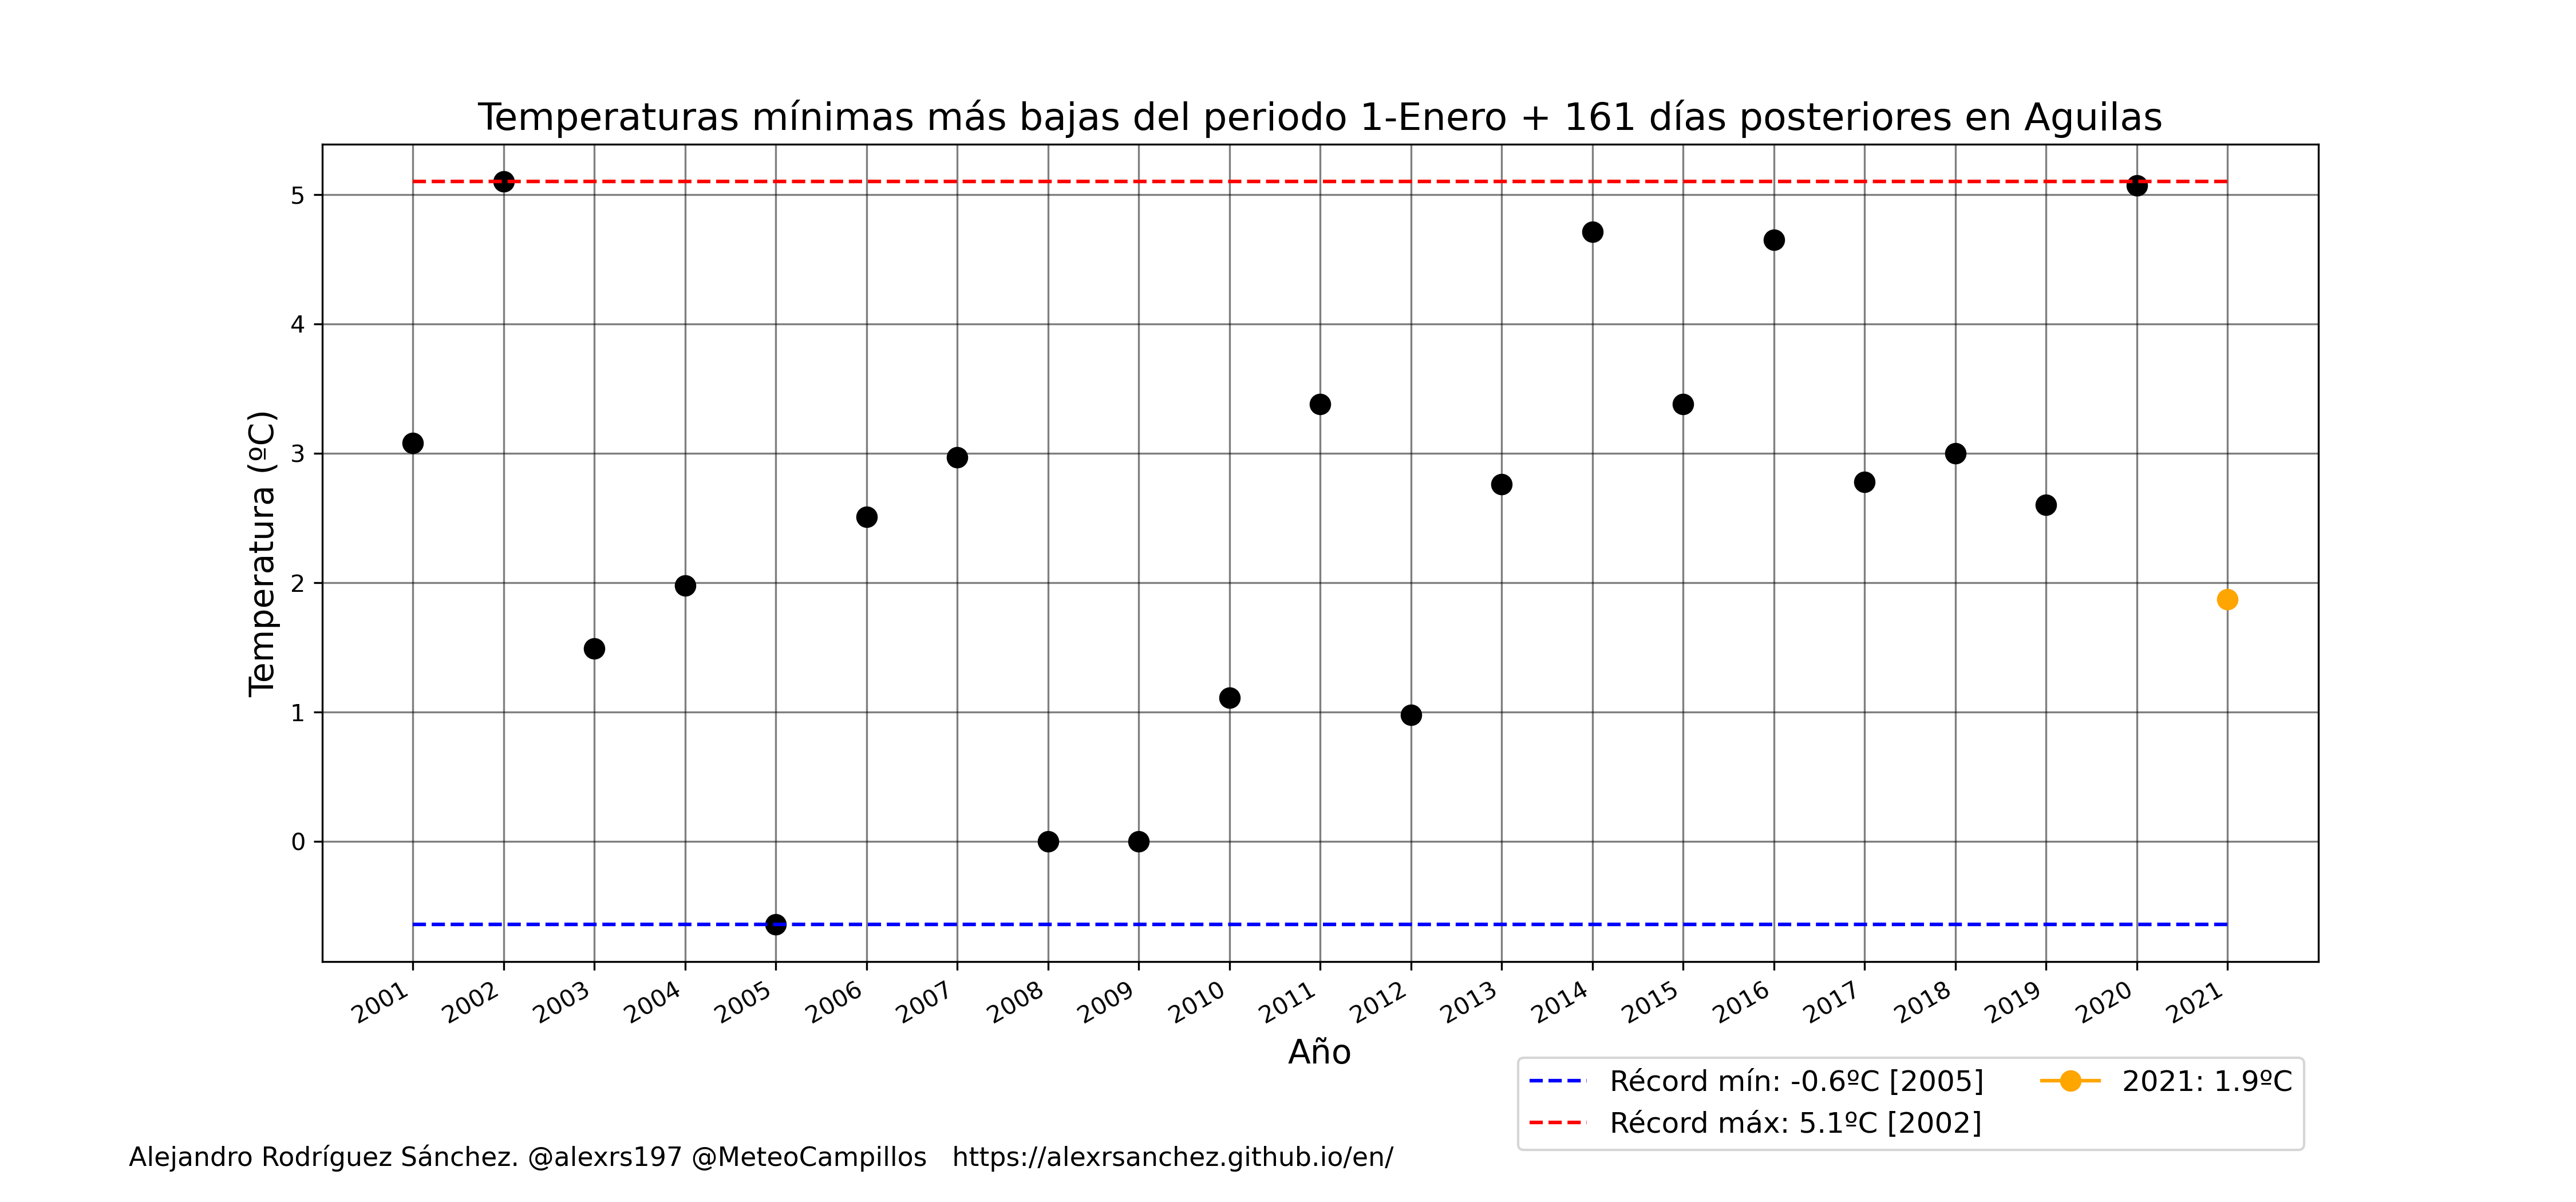 Temperaturas mínimas más bajas del periodo 1-Enero + 161 días posteriores en Aguilas
Temperatura (ºC)
5
4
3
2
1
0
2001 2002 2003 2004 2005 2006 2007 2008 2009 2010 2011 2012 2013 2014 2015 2016 2017 2018 2019 2020 2021
Año
Récord mín: -0.6ºC [2005]
Récord máx: 5.1ºC [2002]
2021: 1.9ºC
Alejandro Rodríguez Sánchez. @alexrs197 @MeteoCampillos https://alexrsanchez.github.io/en/